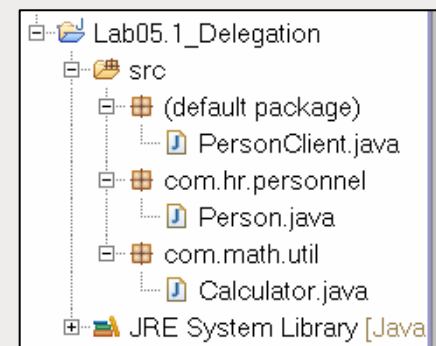 Lab05.1_Delegation
src
(default package)
PersonClient.java
com.hr.personnel
Person.java
com.math.util
Calculator.java
JRE System Library [Java